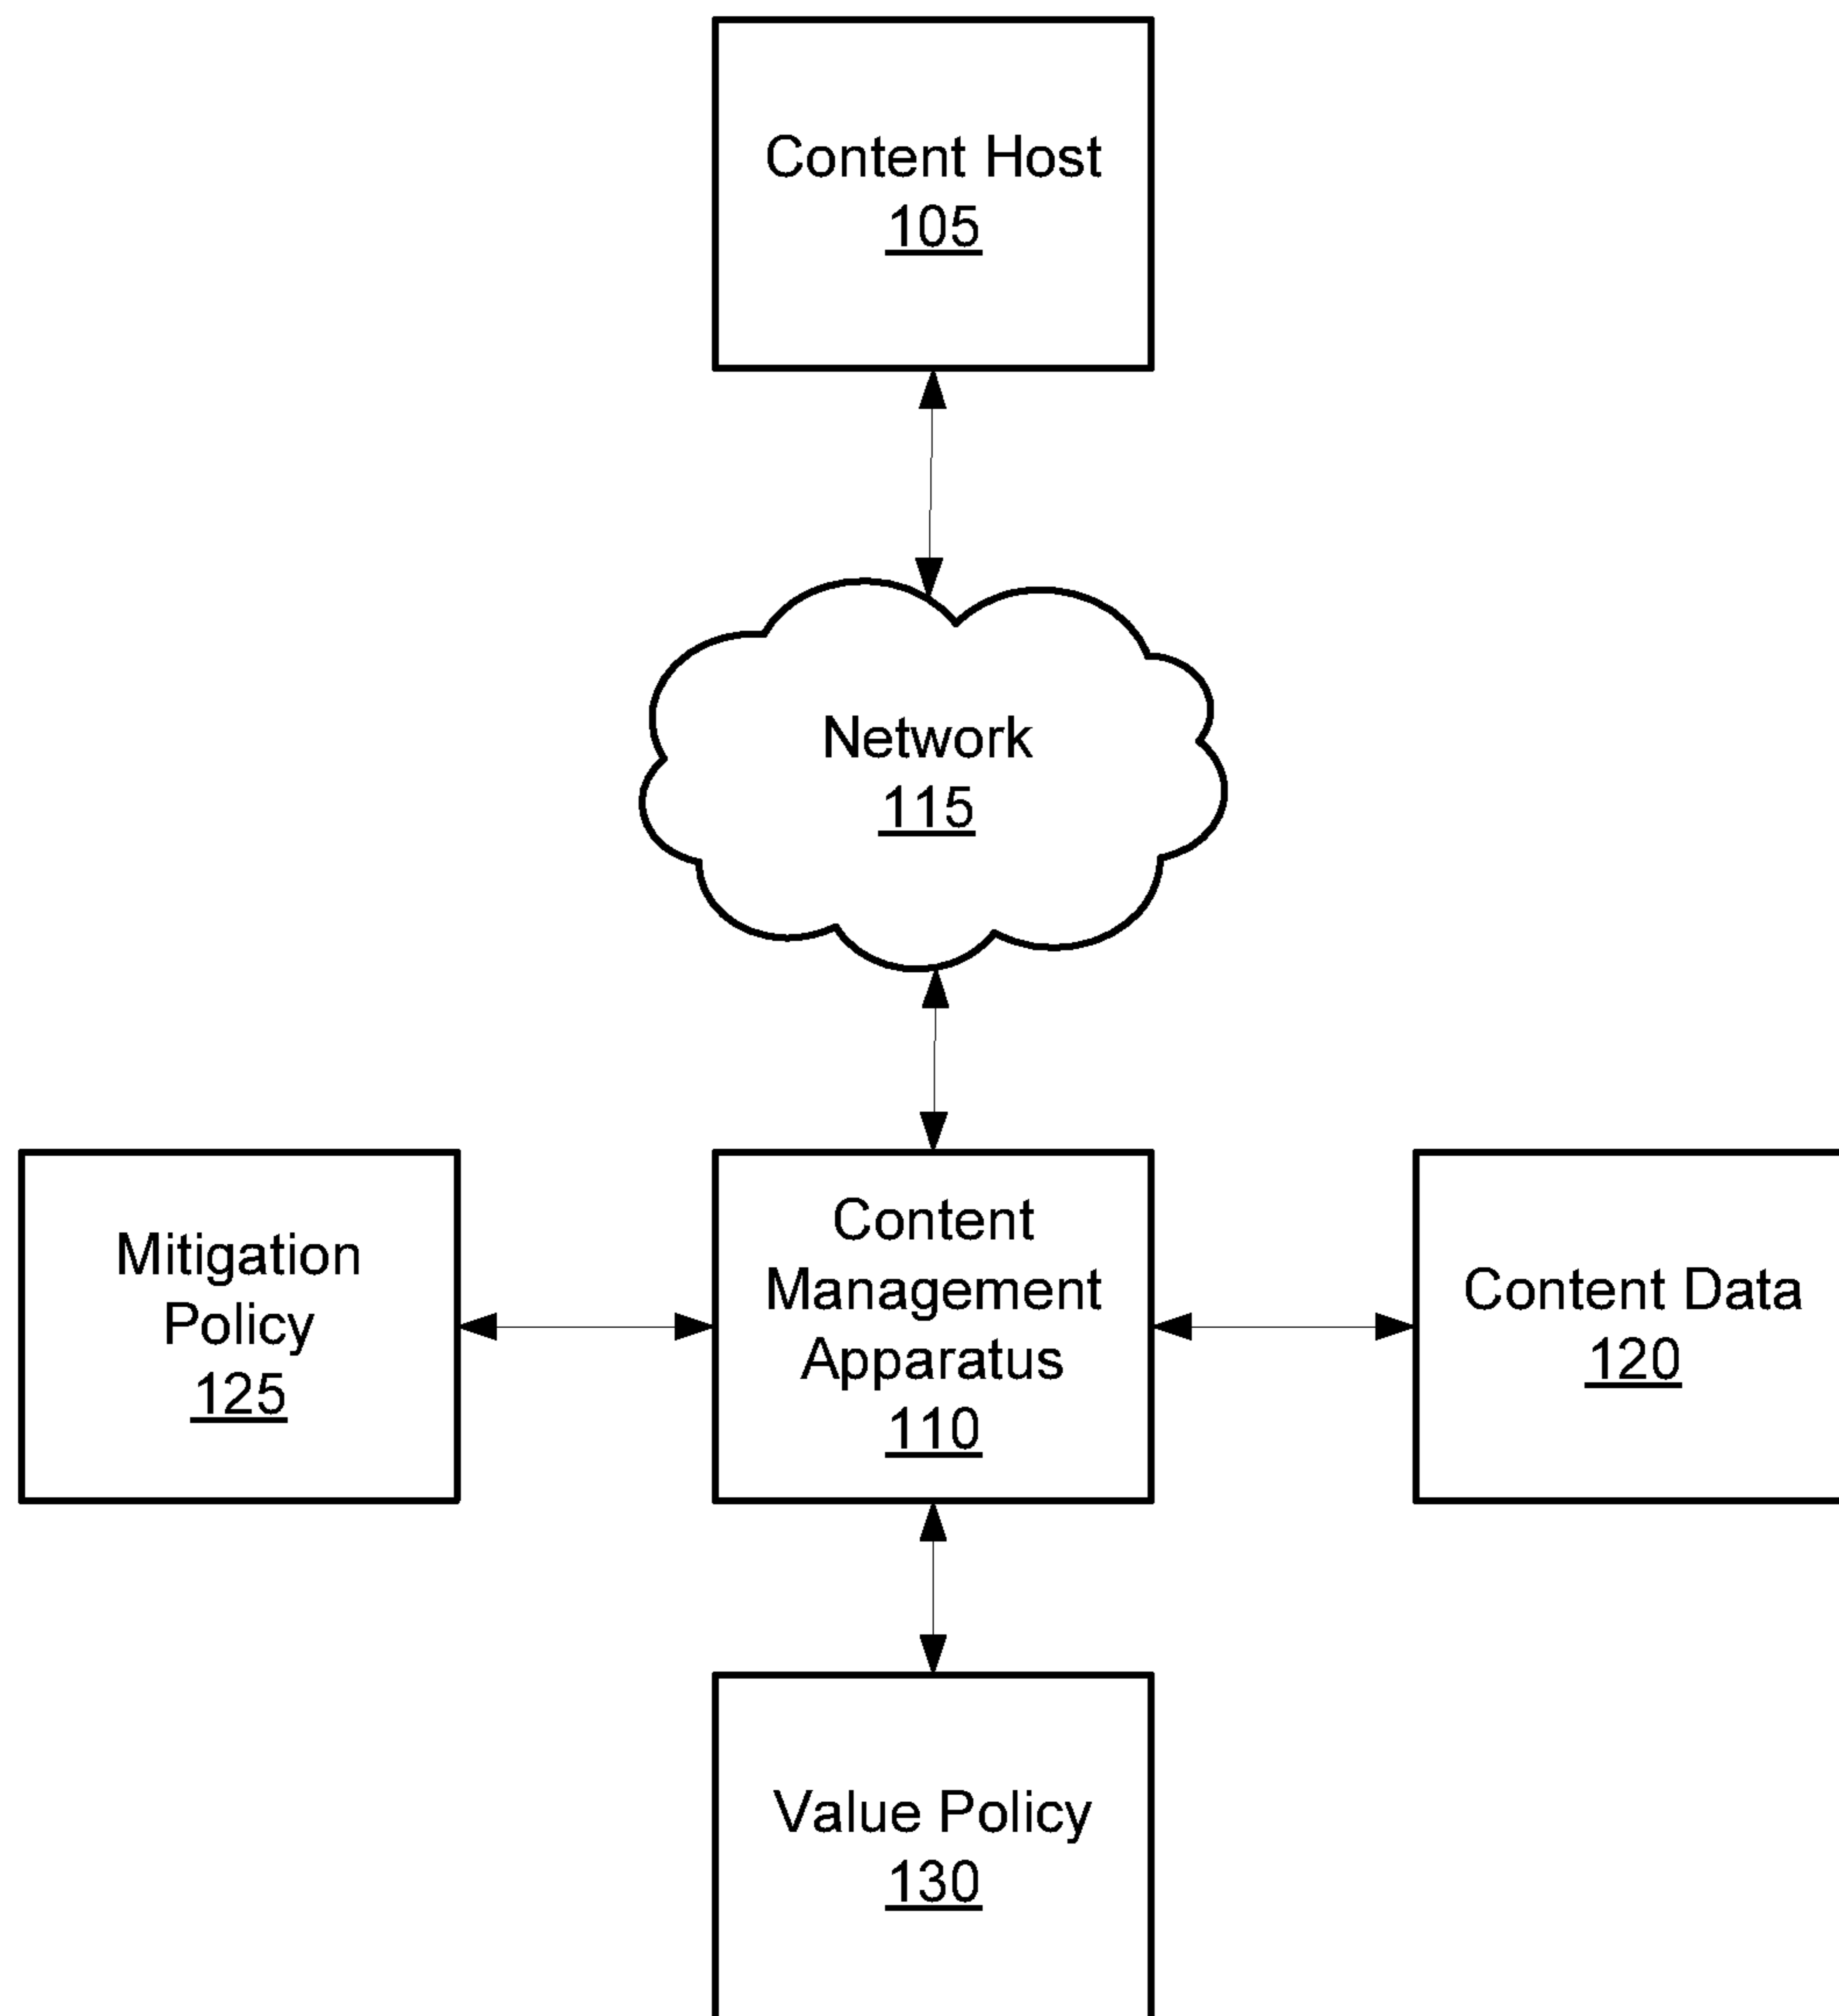 Content Host
105
Network
115
Mitigation
Policy
125
Content
Management
Apparatus
110
Content Data
120
Value Policy
130